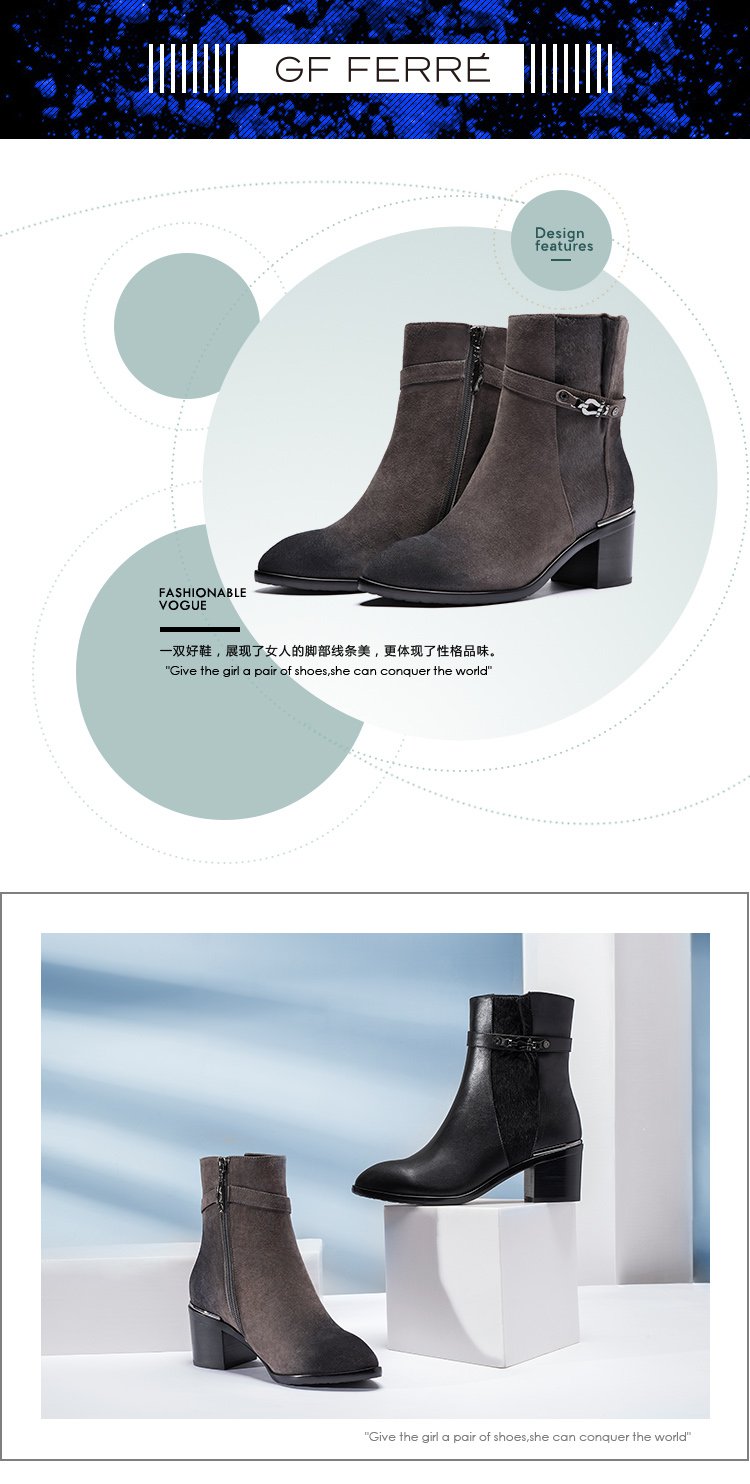 GF FERRÉ
Design
features
FASHIONABLE
VOGUE
一双好鞋，展现了女人的脚部线条美，更体现了性格品味。
"Give the girl a pair of shoes,she can conquer the world"
"Give the girl a pair of shoes,she can conquer the world"